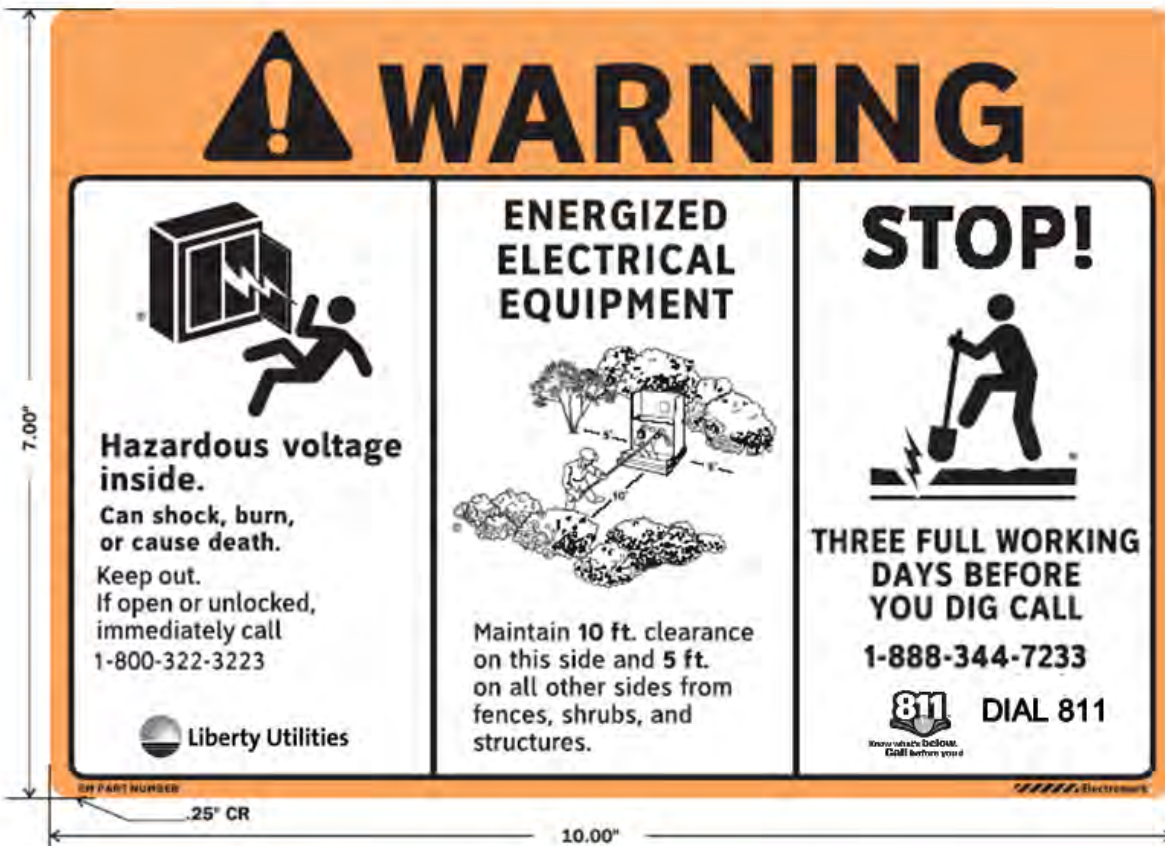 WARNING
Hazardous voltage
inside.
Can shock, burn,
or cause death.
Keep out.
If open or unlocked,
immediately call
1-800-322-3223
Liberty Utilities
ENERGIZED
ELECTRICAL
EQUIPMENT
5'
5'
10'
Maintain 10 ft. clearance
on this side and 5 ft.
on all other sides from
fences, shrubs, and
structures.
STOP!
THREE FULL WORKING
DAYS BEFORE
YOU DIG CALL
1-888-344-7233
811 DIAL 811
Know what's below.
Call before you d
EM PART NUMBER
Electromark
7.00"
.25" CR
10.00"